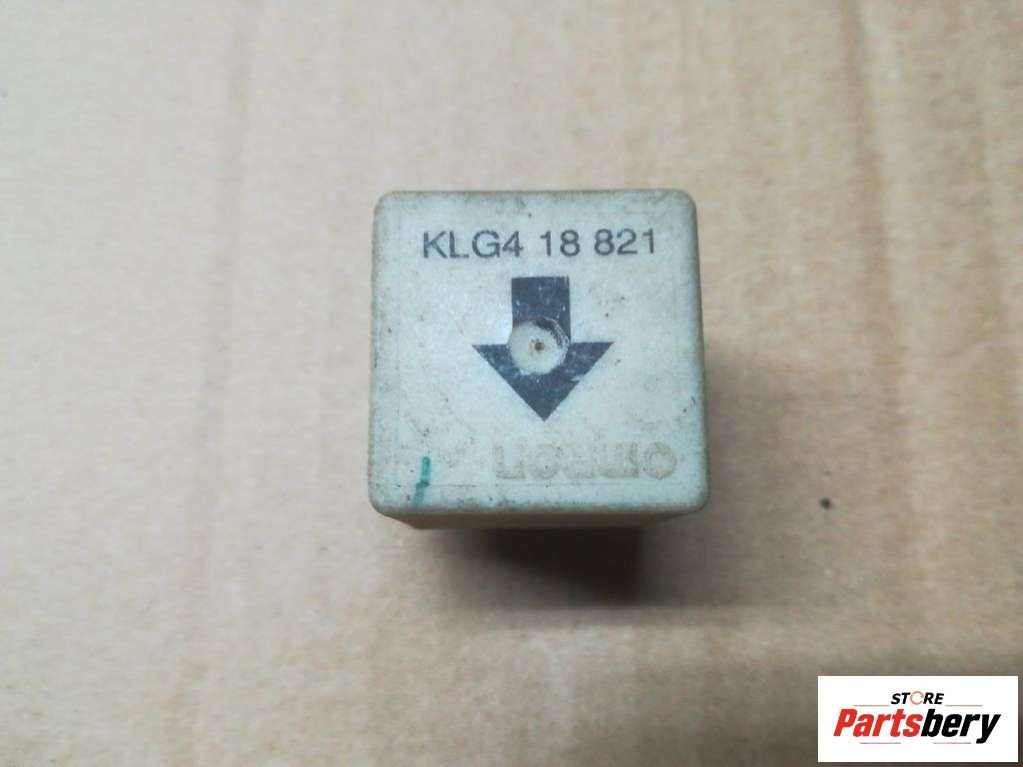 KLG4 18 821
omron
STORE
Partsbery